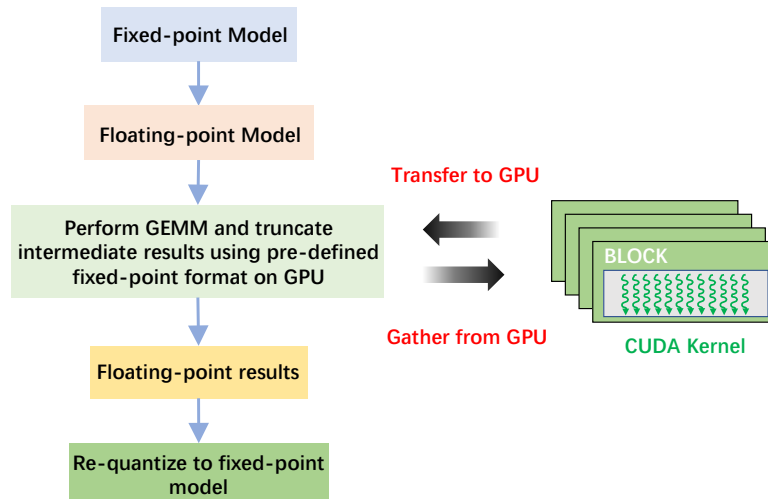 Fixed-point Model
Floating-point Model
Transfer to GPU
Perform GEMM and truncate
intermediate results using pre-defined
fixed-point format on GPU
BLOCK
Gather from GPU
CUDA Kernel
Floating-point results
Re-quantize to fixed-point
model